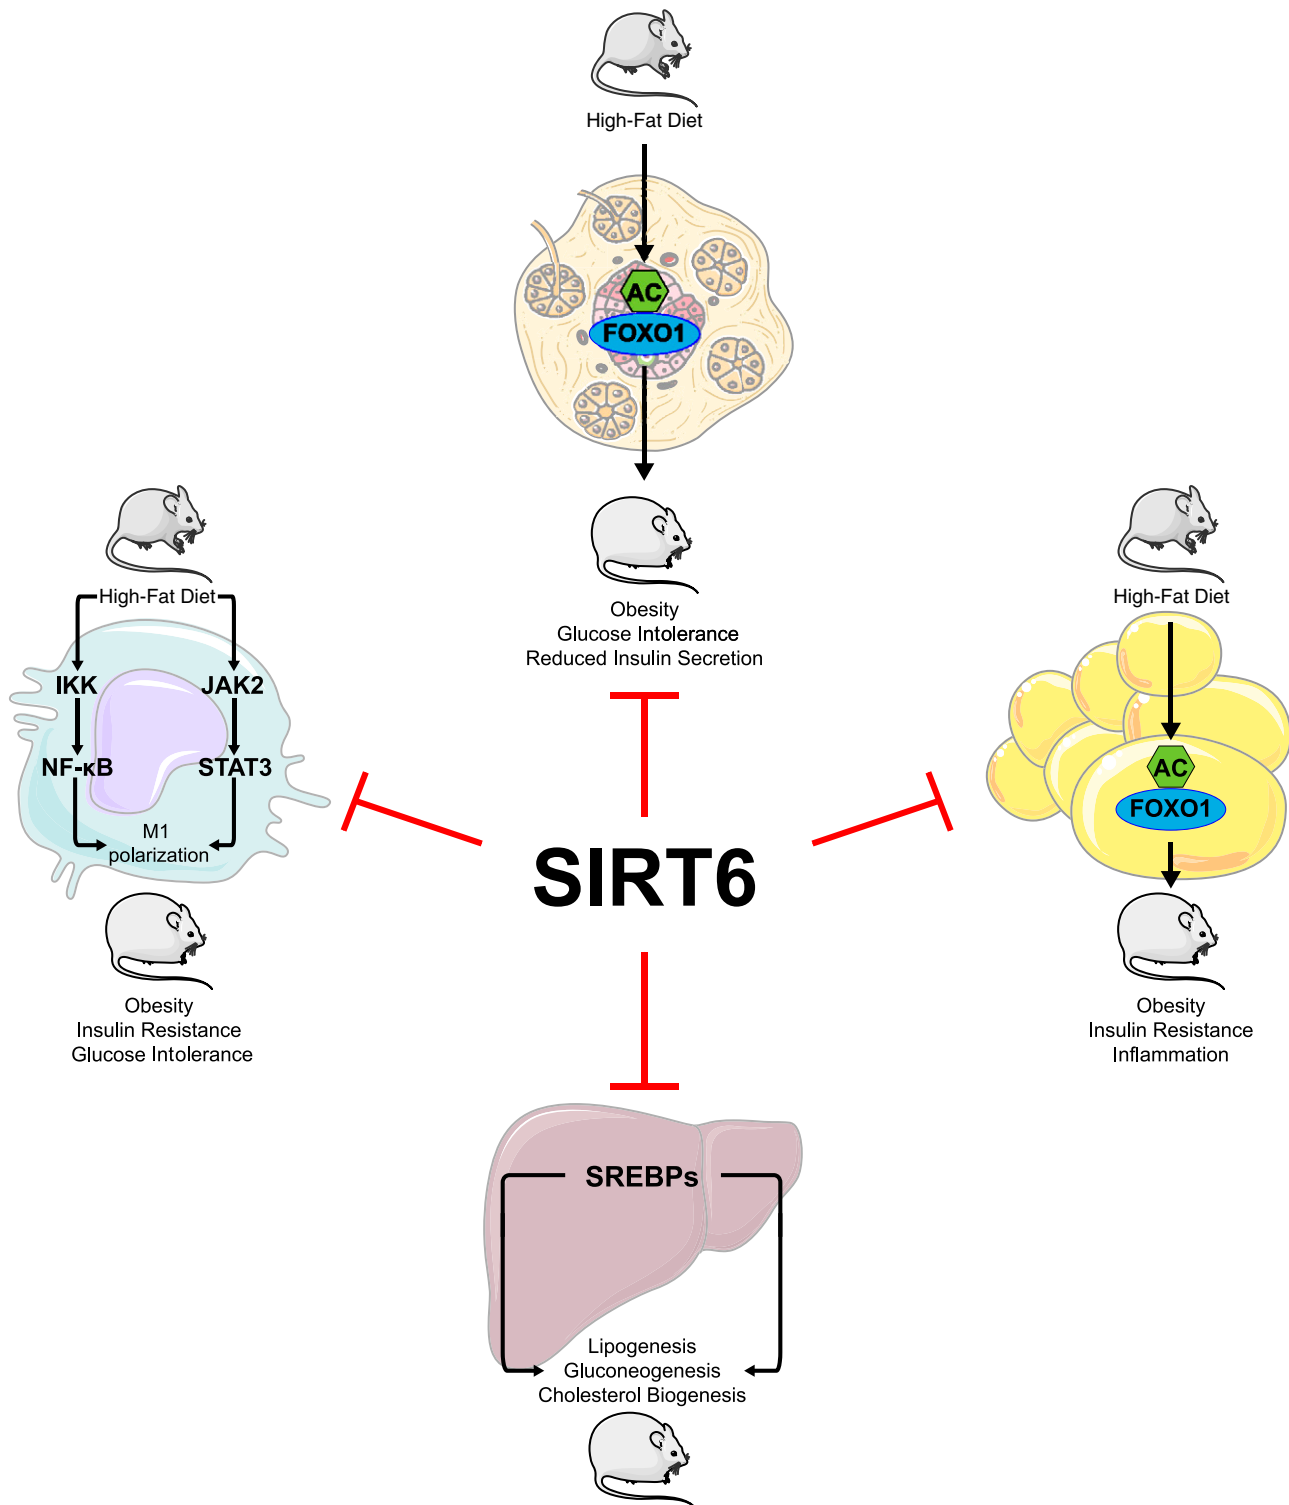 High-Fat Diet
AC
FOXO1
Obesity
Glucose Intolerance
Reduced Insulin Secretion
High-Fat Diet
IKK
JAK2
NF-κB
STAT3
M1
polarization
Obesity
Insulin Resistance
Glucose Intolerance
High-Fat Diet
AC
FOXO1
Obesity
Insulin Resistance
Inflammation
SIRT6
SREBPs
Lipogenesis
Gluconeogenesis
Cholesterol Biogenesis